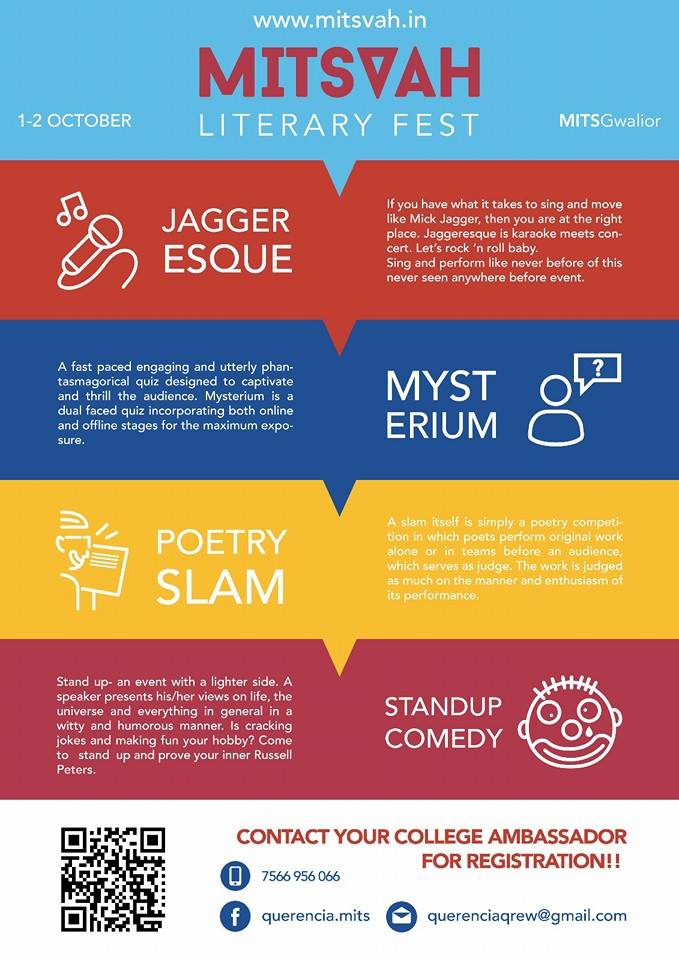 www.mitsvah.in
MITSVAH
1-2 OCTOBER
LITERARY FEST
MITSGwalior
JAGGER
ESQUE
If you have what it takes to sing and move
like Mick Jagger, then you are at the right
place. Jaggeresque is karaoke meets con-
cert. Let's rock 'n roll baby.
Sing and perform like never before of this
never seen anywhere before event.
A fast paced engaging and utterly phan-
tasmagorical quiz designed to captivate
and thrill the audience. Mysterium is a
dual faced quiz incorporating both online
and offline stages for the maximum expo-
sure.
MYST
ERIUM
?
POETRY
SLAM
A slam itself is simply a poetry competi-
tion in which poets perform original work
alone or in teams before an audience,
which serves as judge. The work is judged
as much on the manner and enthusiasm of
its performance.
Stand up- an event with a lighter side. A
speaker presents his/her views on life, the
universe and everything in general in a
witty and humorous manner. Is cracking
jokes and making fun your hobby? Come
to stand up and prove your inner Russell
Peters.
STANDUP
COMEDY
CONTACT YOUR COLLEGE AMBASSADOR
FOR REGISTRATION!!
7566 956 066
f querencia.mits
querenciaqrew@gmail.com